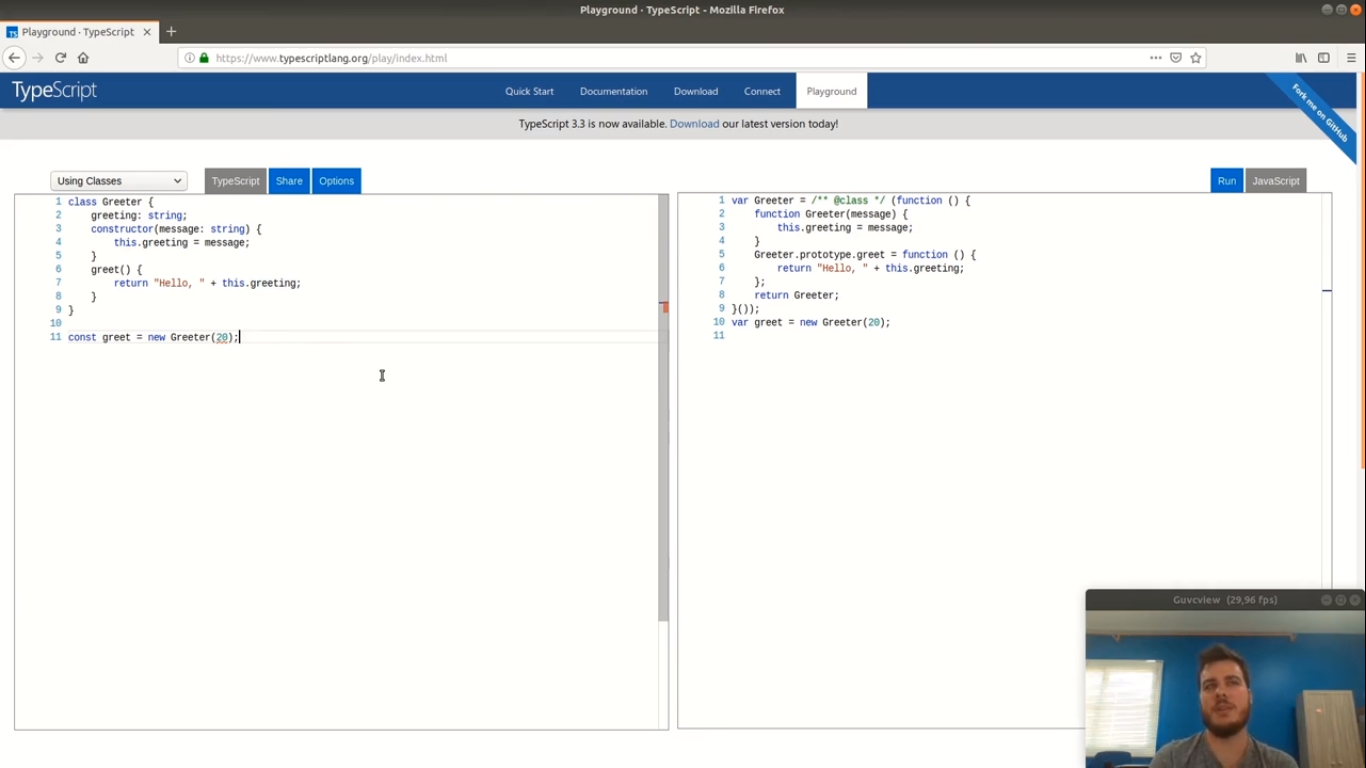 Playground · TypeScript - Mozilla Firefox
TS Playground · TypeScript
https://www.typescriptlang.org/play/index.html
TypeScript
Quick Start Documentation Download Connect Playground
Fork me on GitHub
TypeScript 3.3 is now available. Download our latest version today!
Using Classes TypeScript Share Options
Run JavaScript
1 class Greeter {
2 greeting: string;
3 constructor(message: string) {
4 this.greeting = message;
5 }
6 greet() {
7 return "Hello, " + this.greeting;
8 }
9 }
10
11 const greet = new Greeter(20);
1 var Greeter = /** @class */ (function () {
2 function Greeter(message) {
3 this.greeting = message;
4 }
5 Greeter.prototype.greet = function () {
6 return "Hello, " + this.greeting;
7 };
8 return Greeter;
9 }());
10 var greet = new Greeter(20);
11
Guvcview (29,96 fps)